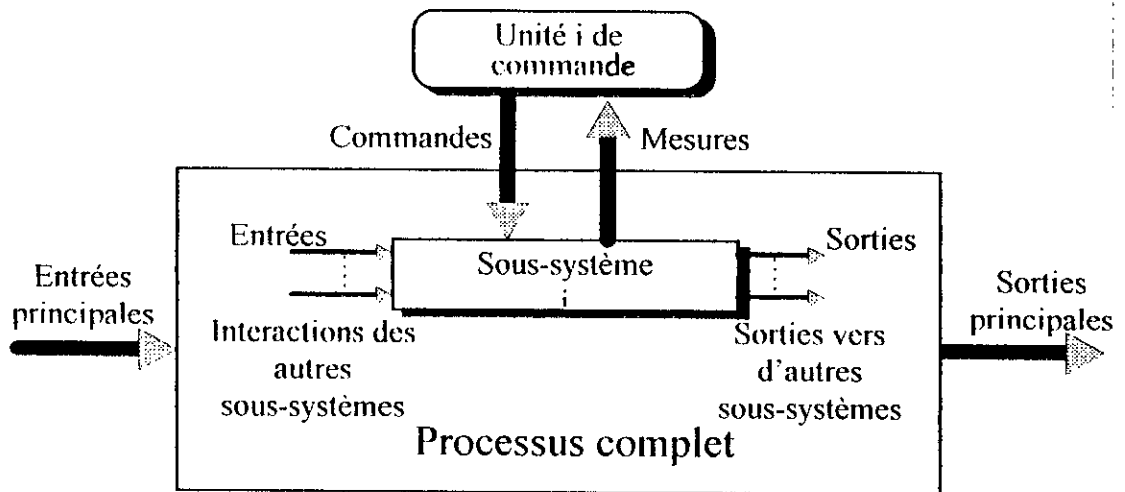 Unité i de
commande
Commandes
Mesures
Entrées
Sous-système
i
Sorties
Entrées
principales
Interactions des
autres
sous-systèmes
Sorties vers
d'autres
sous-systèmes
Sorties
principales
Processus complet